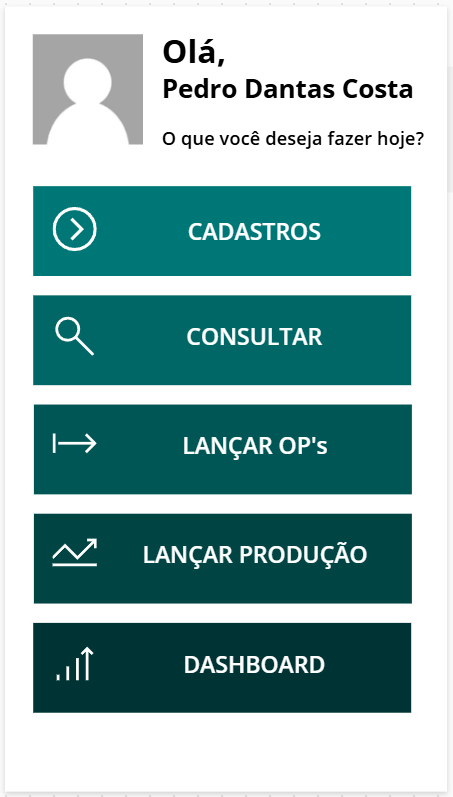 Olá,
Pedro Dantas Costa
O que você deseja fazer hoje?
CADASTROS
CONSULTAR
LANÇAR OP's
LANÇAR PRODUÇÃO
DASHBOARD